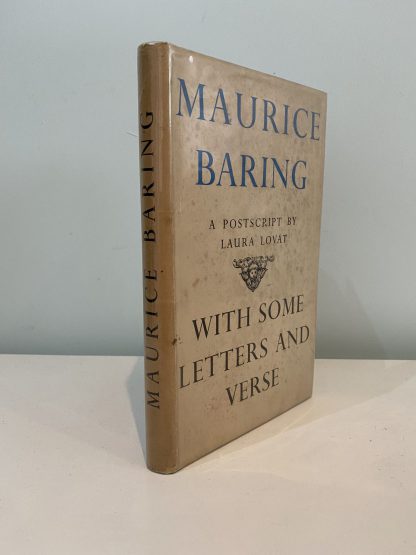 MAURICE BARING
MAURICE
BARING
A POSTSCRIPT BY
LAURA LOVAT
WITH SOME
LETTERS AND
VERSE